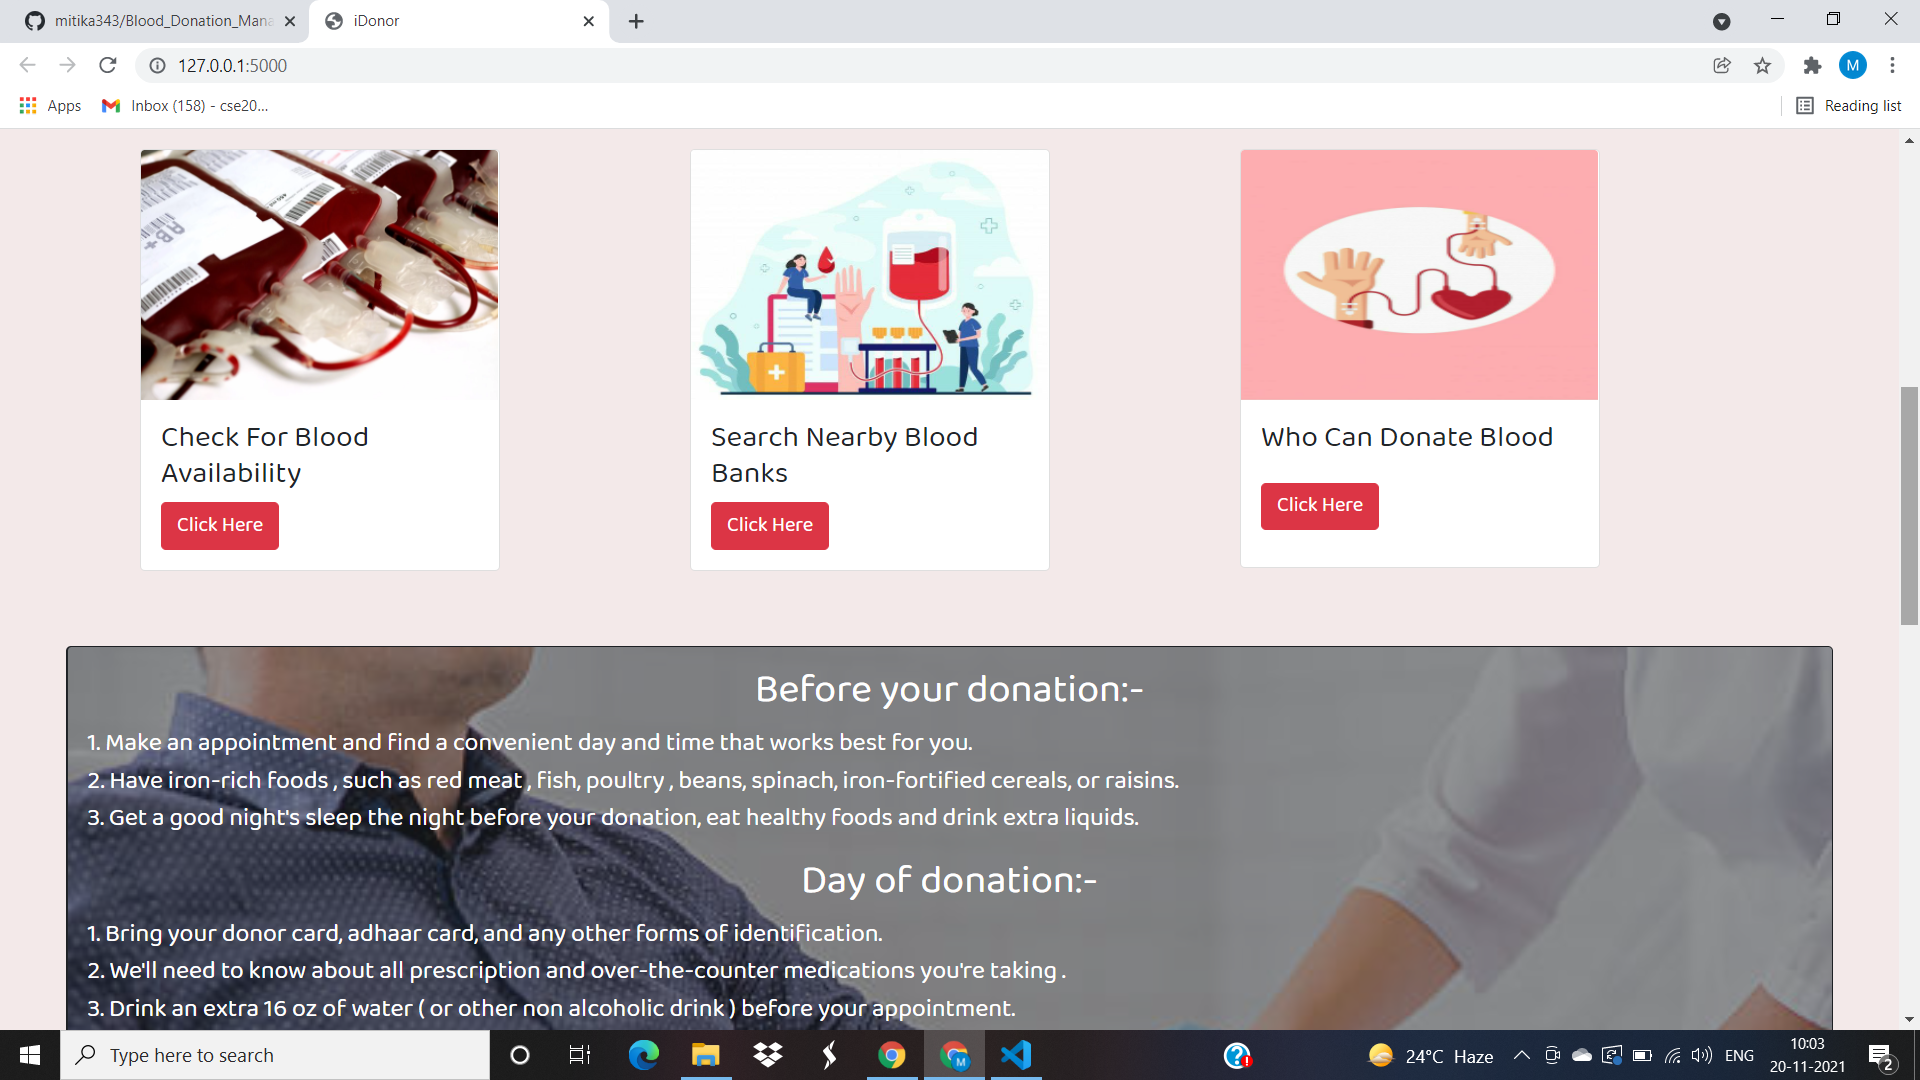 mitika343/Blood_Donation_Mana
iDonor
127.0.0.1:5000
M
Apps
Inbox (158) - cse20...
Reading list
AB+
Check For Blood
Availability
Click Here
Search Nearby Blood
Banks
Click Here
Who Can Donate Blood
Click Here
Before your donation:-
1. Make an appointment and find a convenient day and time that works best for you.
2. Have iron-rich foods , such as red meat , fish, poultry , beans, spinach, iron-fortified cereals, or raisins.
3. Get a good night's sleep the night before your donation, eat healthy foods and drink extra liquids.
Day of donation:-
1. Bring your donor card, adhaar card, and any other forms of identification.
2. We'll need to know about all prescription and over-the-counter medications you're taking .
3. Drink an extra 16 oz of water ( or other non alcoholic drink ) before your appointment.
Type here to search
M
24°C Haze
ENG
10:03
20-11-2021
2